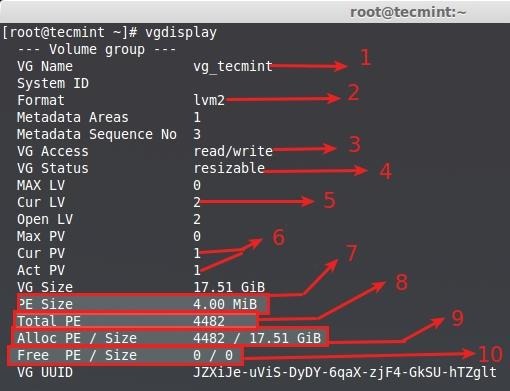 root@tecmint:~
[root@tecmint ~]# vgdisplay
--- Volume group ---
VG Name vg_tecmint 1
System ID
Format lvm2 2
Metadata Areas 1
Metadata Sequence No 3
VG Access read/write 3
VG Status resizable 4
MAX LV 0
Cur LV 2 5
Open LV 2
Max PV 0 6
Cur PV 1
Act PV 1 7
VG Size 17.51 GiB
PE Size 4.00 MiB 8
Total PE 4482 9
Alloc PE / Size 4482 / 17.51 GiB
Free PE / Size 0 / 0 10
VG UUID JZXiJe-uViS-DyDY-6qaX-zjF4-GkSU-hTZglt